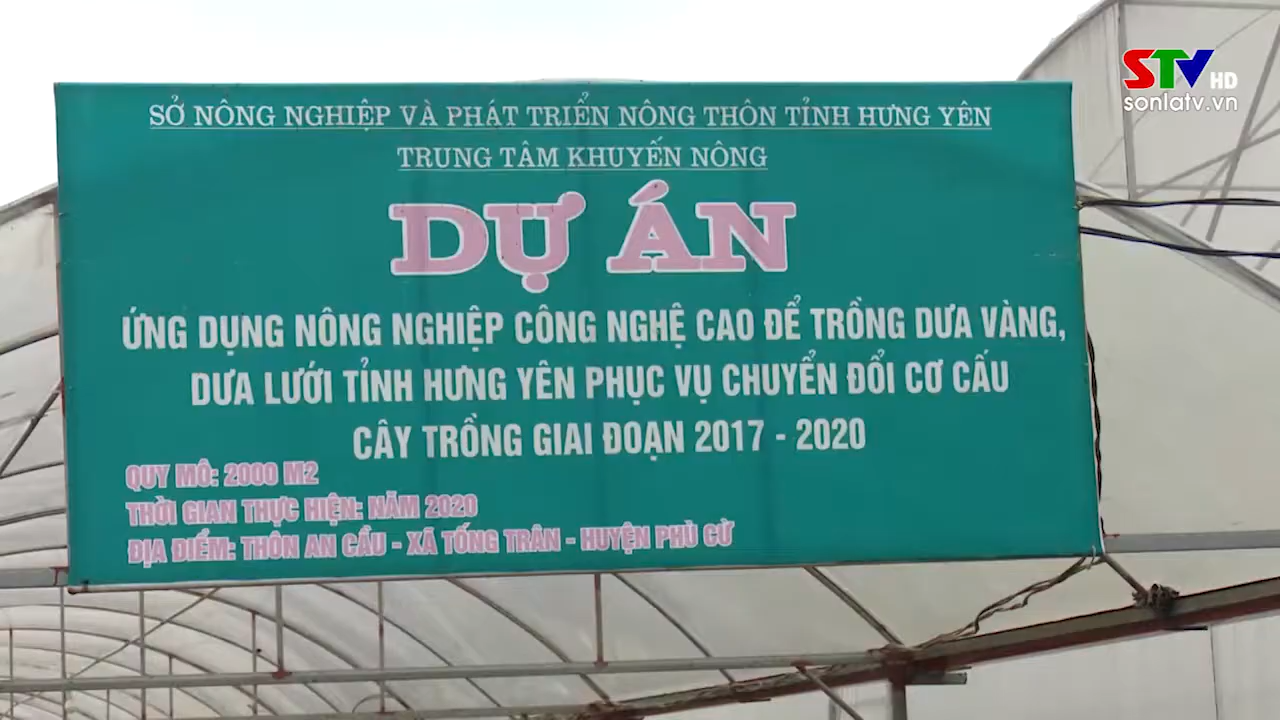 STV HD
sonlatv.vn
SỞ NÔNG NGHIỆP VÀ PHÁT TRIỂN NÔNG THÔN TỈNH HƯNG YÊN
TRUNG TÂM KHUYẾN NÔNG
DỰ ÁN
ỨNG DỤNG NÔNG NGHIỆP CÔNG NGHỆ CAO ĐỂ TRỒNG DƯA VÀNG,
DƯA LƯỚI TỈNH HƯNG YÊN PHỤC VỤ CHUYỂN ĐỔI CƠ CẤU
CÂY TRỒNG GIAI ĐOẠN 2017 - 2020
QUY MÔ: 2000 M2
THỜI GIAN THỰC HIỆN: NĂM 2020
ĐỊA ĐIỂM: THÔN AN CẦU - XÃ TỐNG TRÂN - HUYỆN PHÙ CỪ